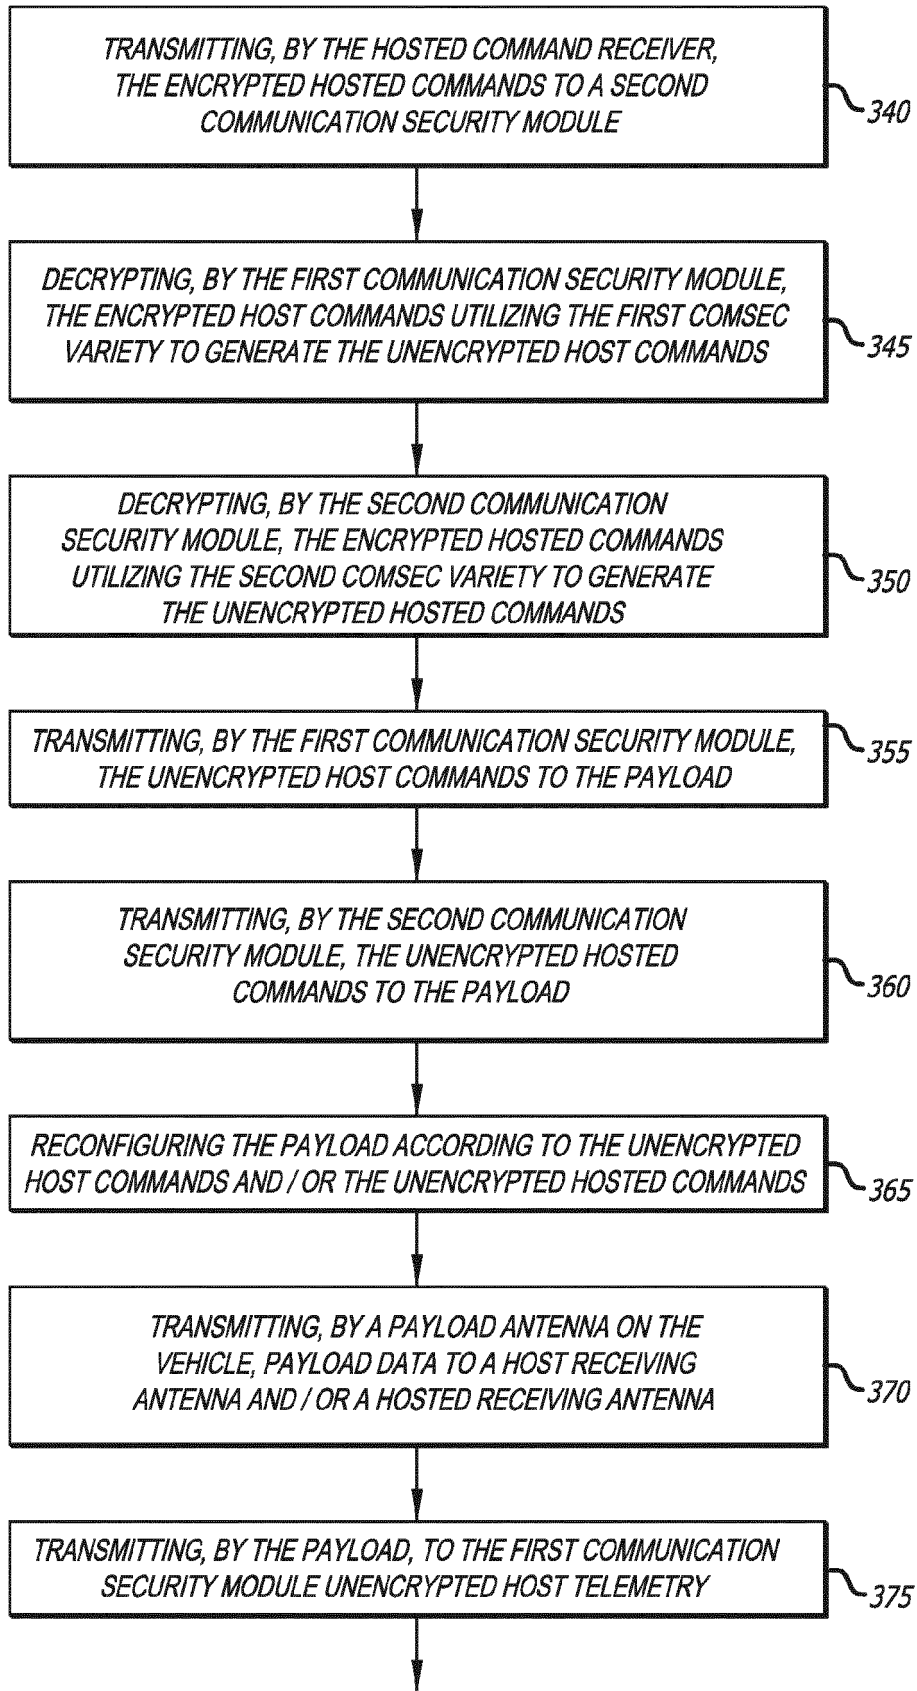 TRANSMITTING, BY THE HOSTED COMMAND RECEIVER,
THE ENCRYPTED HOSTED COMMANDS TO A SECOND
COMMUNICATION SECURITY MODULE
340
DECRYPTING, BY THE FIRST COMMUNICATION SECURITY MODULE,
THE ENCRYPTED HOST COMMANDS UTILIZING THE FIRST COMSEC
VARIETY TO GENERATE THE UNENCRYPTED HOST COMMANDS
345
DECRYPTING, BY THE SECOND COMMUNICATION
SECURITY MODULE, THE ENCRYPTED HOSTED COMMANDS
UTILIZING THE SECOND COMSEC VARIETY TO GENERATE
THE UNENCRYPTED HOSTED COMMANDS
350
TRANSMITTING, BY THE FIRST COMMUNICATION SECURITY MODULE,
THE UNENCRYPTED HOST COMMANDS TO THE PAYLOAD
355
TRANSMITTING, BY THE SECOND COMMUNICATION
SECURITY MODULE, THE UNENCRYPTED HOSTED
COMMANDS TO THE PAYLOAD
360
RECONFIGURING THE PAYLOAD ACCORDING TO THE UNENCRYPTED
HOST COMMANDS AND / OR THE UNENCRYPTED HOSTED COMMANDS
365
TRANSMITTING, BY A PAYLOAD ANTENNA ON THE
VEHICLE, PAYLOAD DATA TO A HOST RECEIVING
ANTENNA AND / OR A HOSTED RECEIVING ANTENNA
370
TRANSMITTING, BY THE PAYLOAD, TO THE FIRST COMMUNICATION
SECURITY MODULE UNENCRYPTED HOST TELEMETRY
375